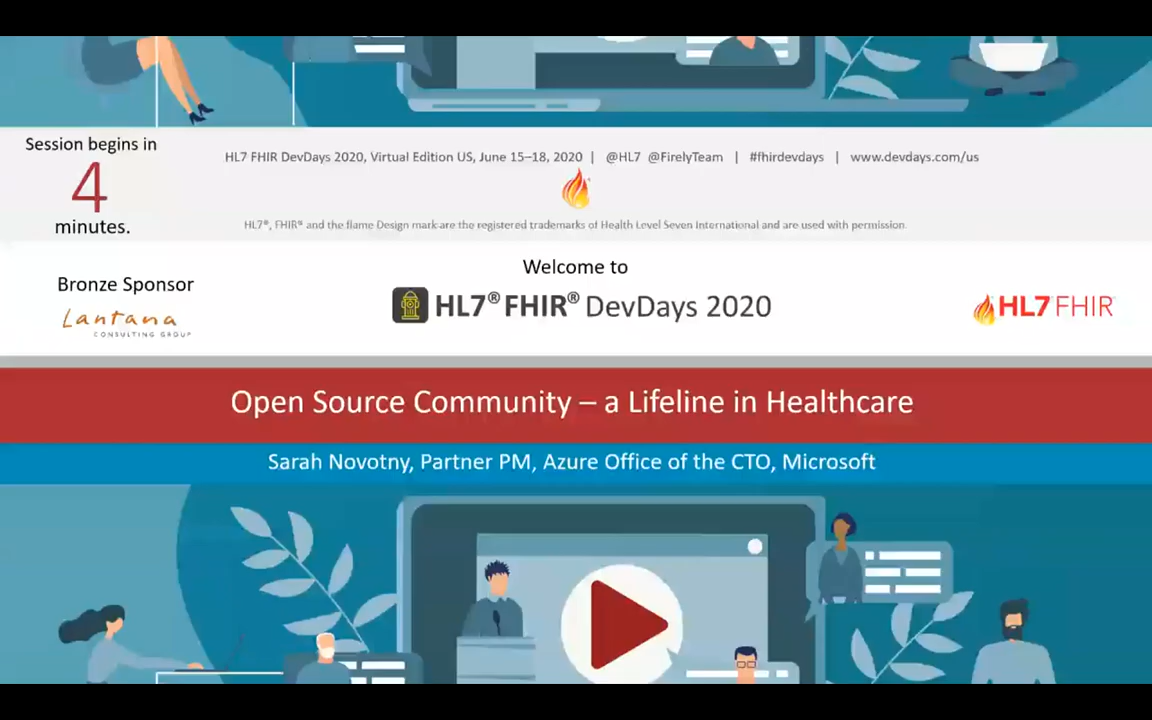 Session begins in
4
minutes.
HL7 FHIR DevDays 2020, Virtual Edition US, June 15–18, 2020 | @HL7 @FirelyTeam | #fhirdevdays | www.devdays.com/us
HL7®, FHIR® and the flame Design mark are the registered trademarks of Health Level Seven International and are used with permission.
Bronze Sponsor
Lantana
CONSULTING GROUP
Welcome to
HL7® FHIR® DevDays 2020
HL7 FHIR
Open Source Community – a Lifeline in Healthcare
Sarah Novotny, Partner PM, Azure Office of the CTO, Microsoft